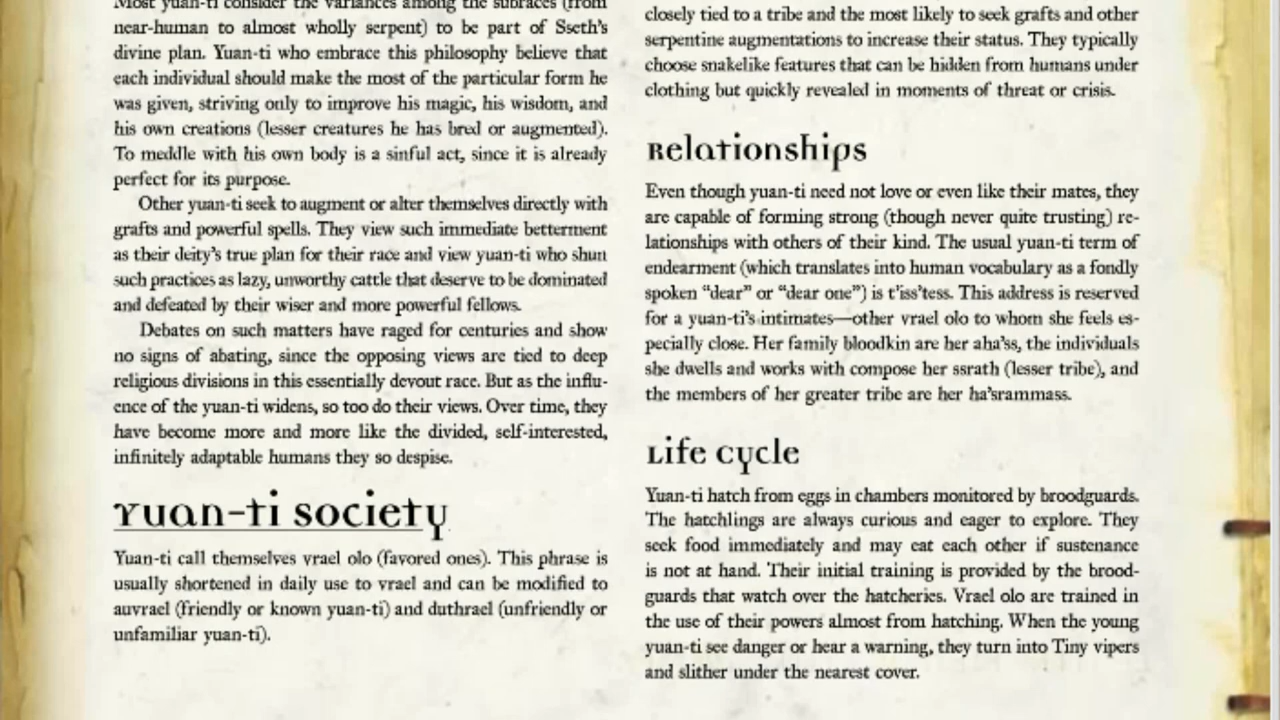 Most yuan-ti consider the variances among the subraces (from
near-human to almost wholly serpent) to be part of Sseth's
divine plan. Yuan-ti who embrace this philosophy believe that
each individual should make the most of the particular form he
was given, striving only to improve his magic, his wisdom, and
his own creations (lesser creatures he has bred or augmented).
To meddle with his own body is a sinful act, since it is already
perfect for its purpose.
Other yuan-ti seek to augment or alter themselves directly with
grafts and powerful spells. They view such immediate betterment
as their deity's true plan for their race and view yuan-ti who shun
such practices as lazy, unworthy cattle that deserve to be dominated
and defeated by their wiser and more powerful fellows.
Debates on such matters have raged for centuries and show
no signs of abating, since the opposing views are tied to deep
religious divisions in this essentially devout race. But as the influ-
ence of the yuan-ti widens, so too do their views. Over time, they
have become more and more like the divided, self-interested,
infinitely adaptable humans they so despise.
Yuan-ti society
Yuan-ti call themselves vrael olo (favored ones). This phrase is
usually shortened in daily use to vrael and can be modified to
auvrael (friendly or known yuan-ti) and duthrael (unfriendly or
unfamiliar yuan-ti).
closely tied to a tribe and the most likely to seek grafts and other
serpentine augmentations to increase their status. They typically
choose snakelike features that can be hidden from humans under
clothing but quickly revealed in moments of threat or crisis.
Relationships
Even though yuan-ti need not love or even like their mates, they
are capable of forming strong (though never quite trusting) re-
lationships with others of their kind. The usual yuan-ti term of
endearment (which translates into human vocabulary as a fondly
spoken “dear” or “dear one”) is t'iss'tess. This address is reserved
for a yuan-ti's intimates—other vrael olo to whom she feels es-
pecially close. Her family bloodkin are her aha'ss, the individuals
she dwells and works with compose her ssrath (lesser tribe), and
the members of her greater tribe are her ha'srammass.
Life cycle
Yuan-ti hatch from eggs in chambers monitored by broodguards.
The hatchlings are always curious and eager to explore. They
seek food immediately and may eat each other if sustenance
is not at hand. Their initial training is provided by the brood-
guards that watch over the hatcheries. Vrael olo are trained in
the use of their powers almost from hatching. When the young
yuan-ti see danger or hear a warning, they turn into Tiny vipers
and slither under the nearest cover.